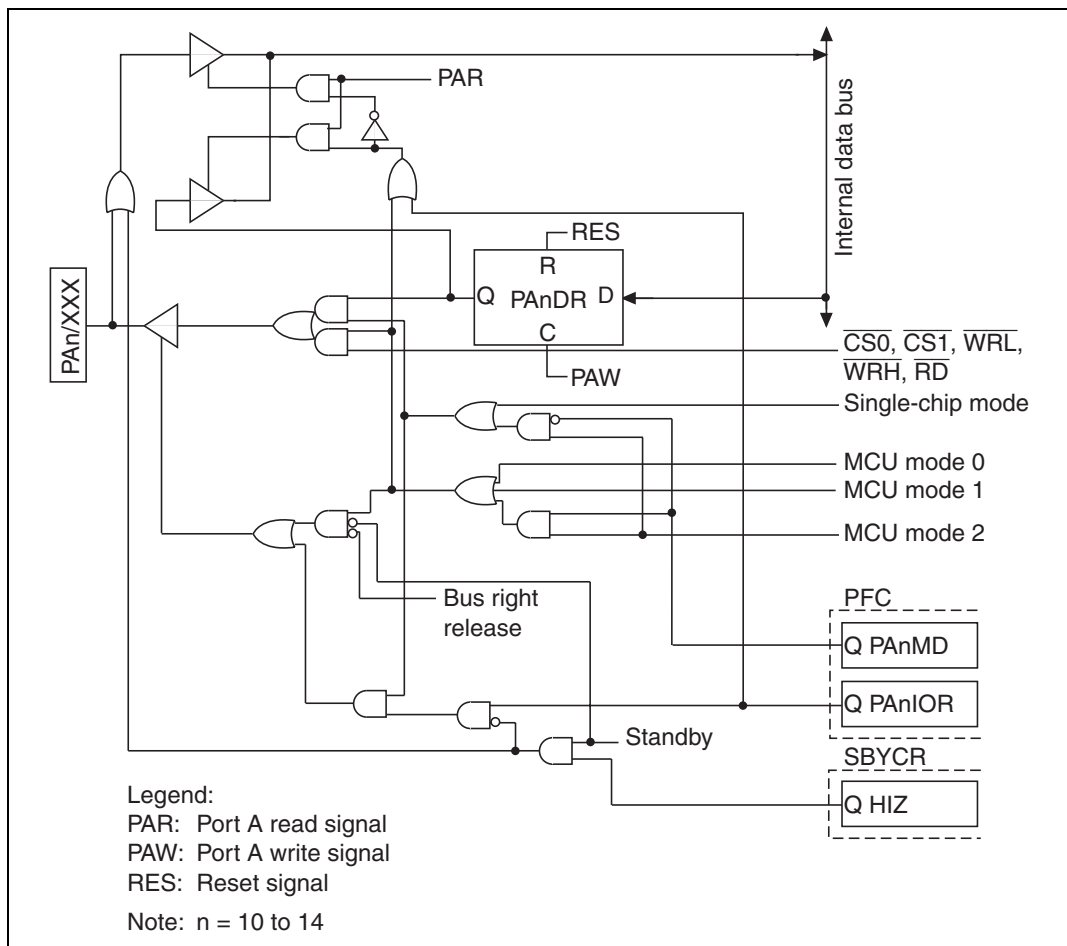 PAR
Internal data bus
RES
R
PAn/XXX
Q PAnDR D
C
PAW
CS0, CS1, WRL,
WRH, RD
Single-chip mode
MCU mode 0
MCU mode 1
MCU mode 2
Bus right
release
PFC
Q PAnMD
Q PAnIOR
Standby
SBYCR
Q HIZ
Legend:
PAR: Port A read signal
PAW: Port A write signal
RES: Reset signal
Note: n = 10 to 14